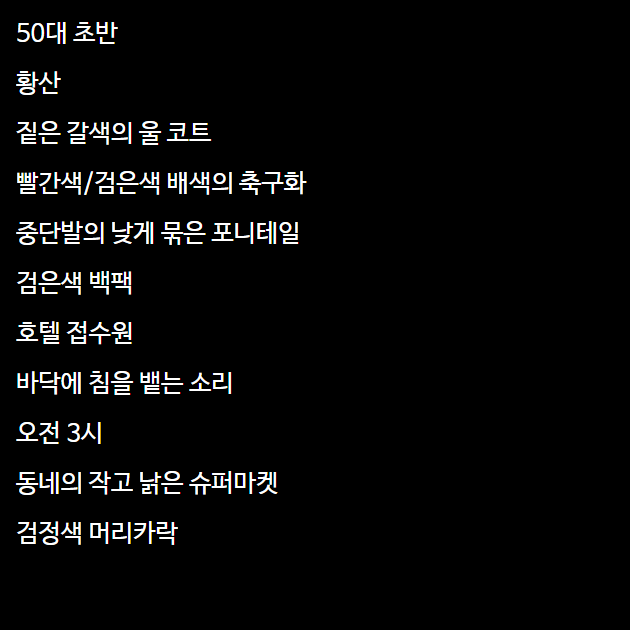 50대 초반
황산
짙은 갈색의 울 코트
빨간색/검은색 배색의 축구화
중단발의 낮게 묶은 포니테일
검은색 백팩
호텔 접수원
바닥에 침을 뱉는 소리
오전 3시
동네의 작고 낡은 슈퍼마켓
검정색 머리카락